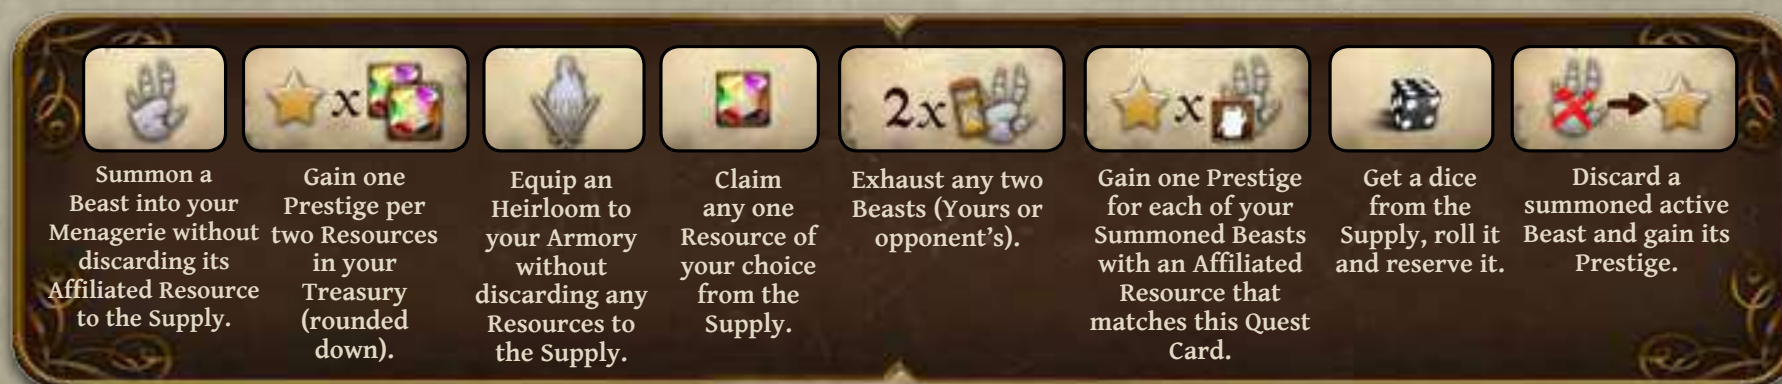 x
2x
x
Summon a
Beast into your
Menagerie without
discarding its
Affiliated Resource
to the Supply.
Gain one
Prestige per
two Resources
in your
Treasury
(rounded
down).
Equip an
Heirloom to
your Armory
without
discarding any
Resources to
the Supply.
Claim
any one
Resource of
your choice
from the
Supply.
Exhaust any two
Beasts (Yours or
opponent's).
Gain one Prestige
for each of your
Summoned Beasts
with an Affiliated
Resource that
matches this Quest
Card.
Get a dice
from the
Supply, roll it
and reserve it.
Discard a
summoned active
Beast and gain its
Prestige.